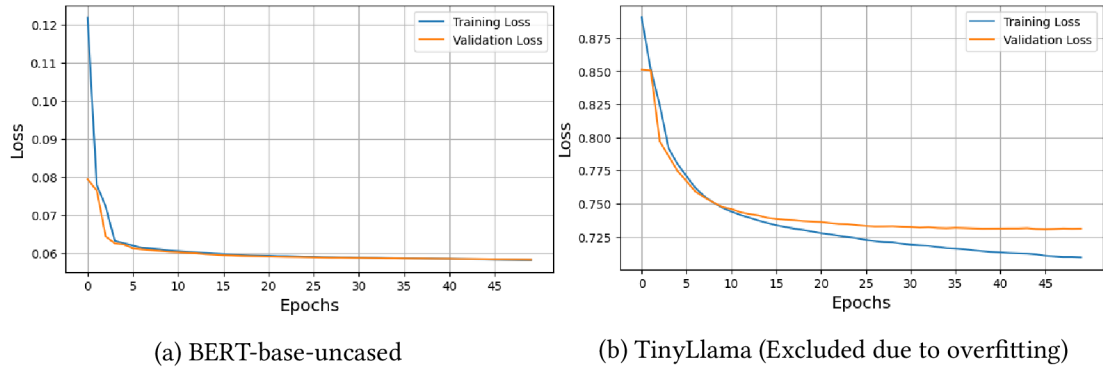 0.12
0.11
0.10
0.09
0.08
0.07
0.06
Loss
Training Loss
Validation Loss
0 5 10 15 20 25 30 35 40 45
Epochs
(a) BERT-base-uncased
0.875
0.850
0.825
0.800
0.775
0.750
0.725
Loss
Training Loss
Validation Loss
0 5 10 15 20 25 30 35 40 45
Epochs
(b) TinyLlama (Excluded due to overfitting)